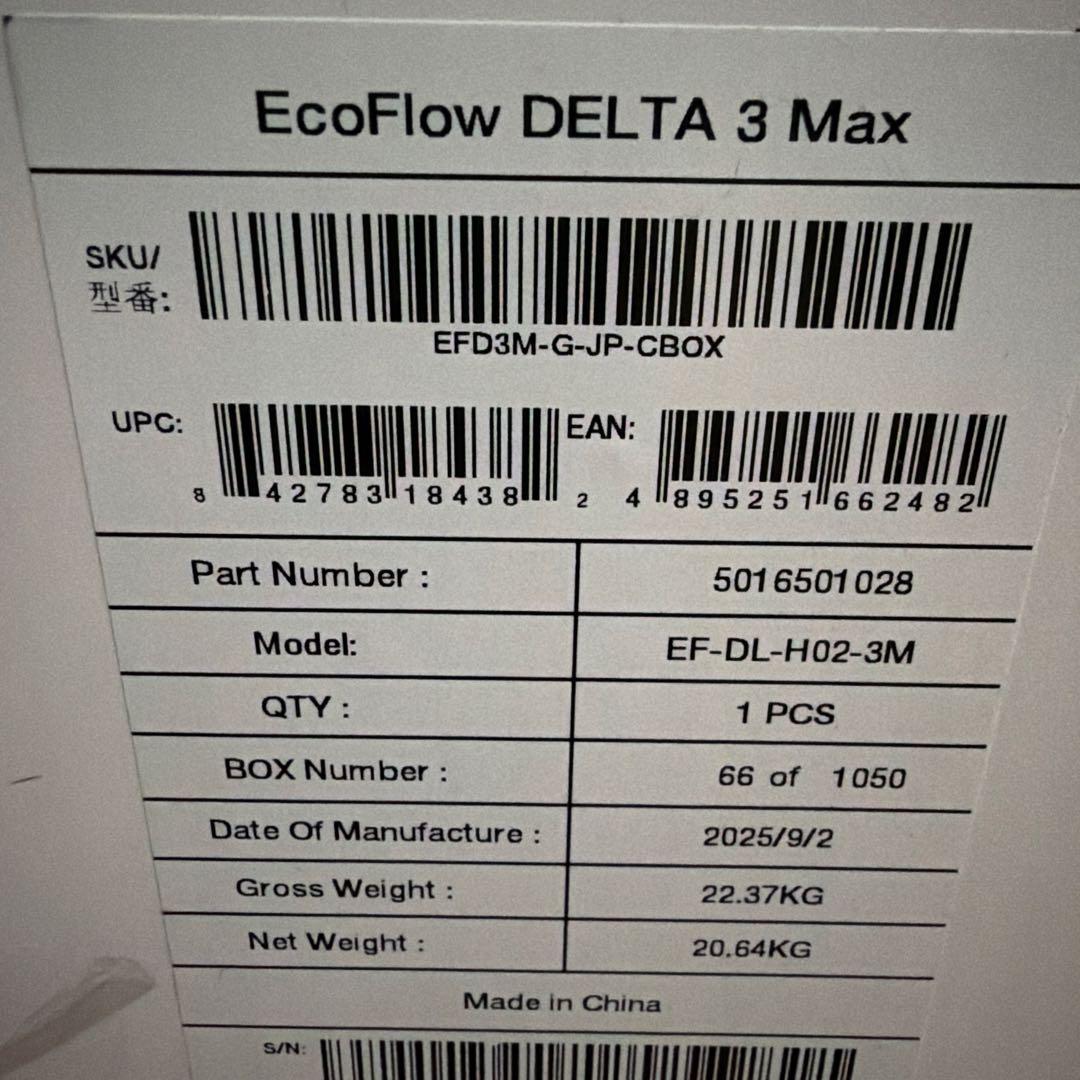 EcoFlow DELTA 3 Max
SKU/
型番:
EFD3M-G-JP-CBOX
UPC:
8 42783 18438 2
EAN:
4 895251 662482
Part Number : 5016501028
Model: EF-DL-H02-3M
QTY : 1 PCS
BOX Number : 66 of 1050
Date Of Manufacture : 2025/9/2
Gross Weight : 22.37KG
Net Weight : 20.64KG
Made in China
S/N: